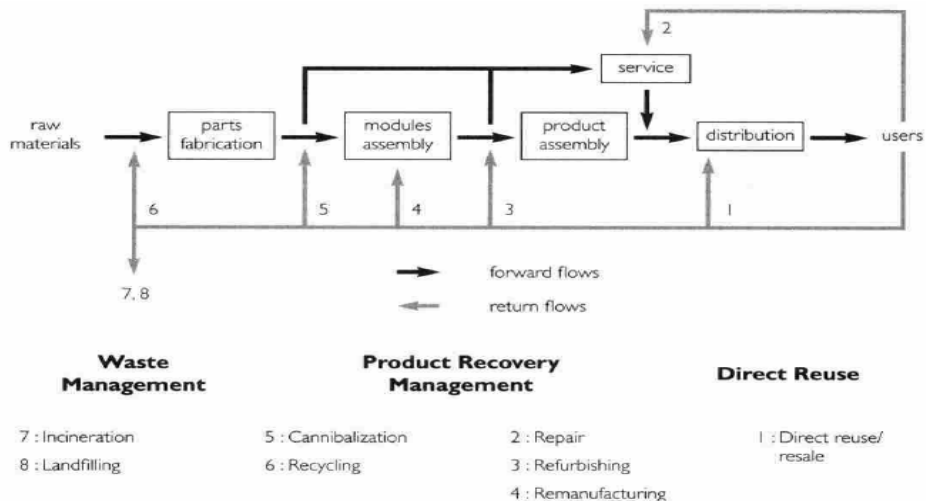 2
service
raw
materials
parts
fabrication
modules
assembly
product
assembly
distribution
users
6
5
4
3
1
7, 8
forward flows
return flows
Waste
Management
Product Recovery
Management
Direct Reuse
7 : Incineration
8 : Landfilling
5 : Cannibalization
6 : Recycling
2 : Repair
3 : Refurbishing
4 : Remanufacturing
1 : Direct reuse/
resale